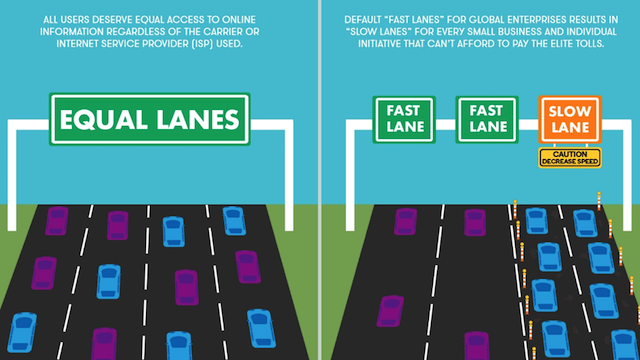 ALL USERS DESERVE EQUAL ACCESS TO ONLINE
INFORMATION REGARDLESS OF THE CARRIER OR
INTERNET SERVICE PROVIDER (ISP) USED.
EQUAL LANES
DEFAULT “FAST LANES” FOR GLOBAL ENTERPRISES RESULTS IN
“SLOW LANES” FOR EVERY SMALL BUSINESS AND INDIVIDUAL
INITIATIVE THAT CAN'T AFFORD TO PAY THE ELITE TOLLS.
FAST
LANE
FAST
LANE
SLOW
LANE
CAUTION
DECREASE SPEED